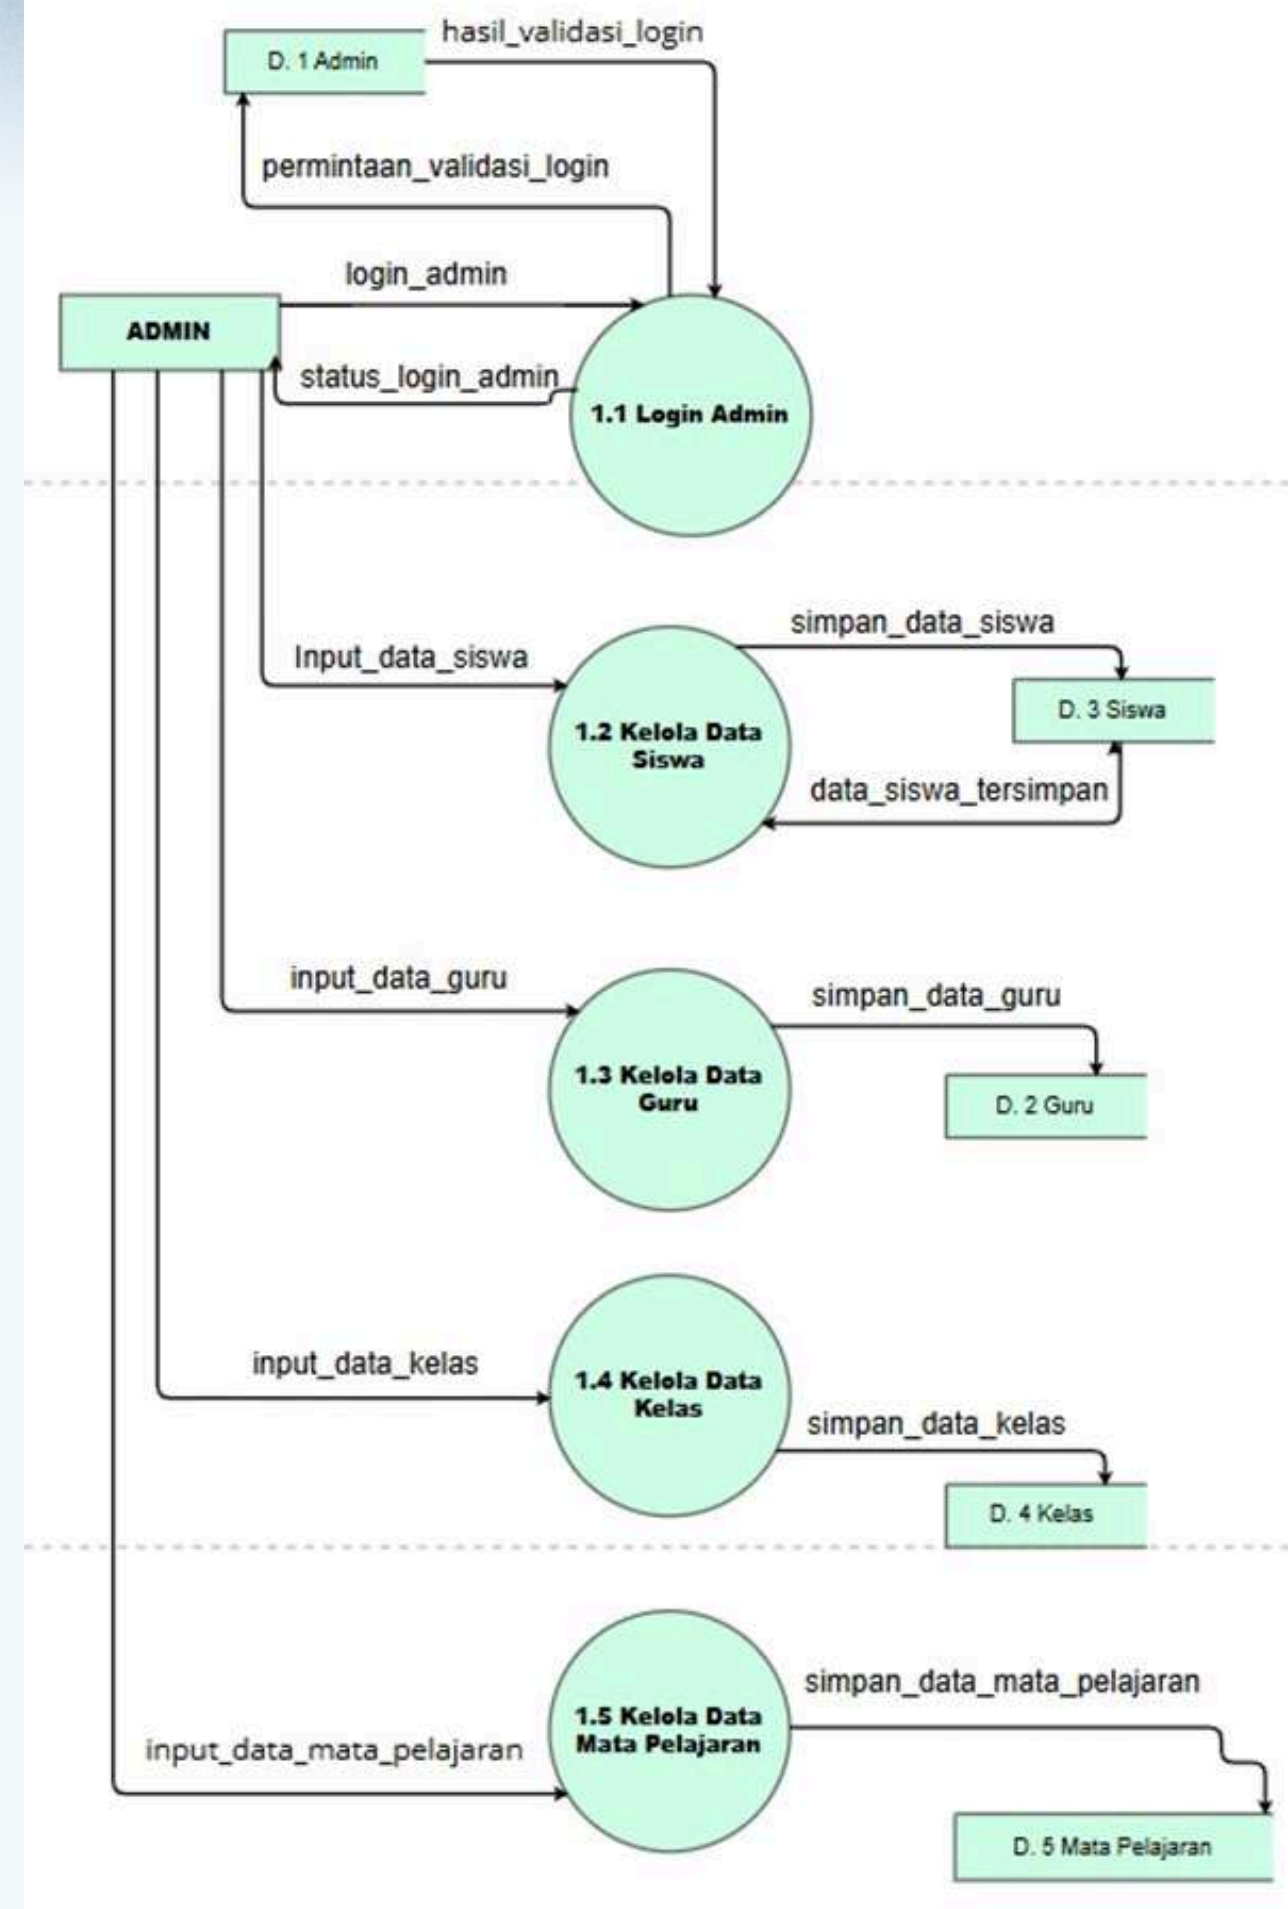 hasil_validasi_login
D. 1 Admin
permintaan_validasi_login
login_admin
ADMIN
status_login_admin
1.1 Login Admin
simpan_data_siswa
Input_data_siswa
D. 3 Siswa
1.2 Kelola Data
Siswa
data_siswa_tersimpan
input_data_guru
simpan_data_guru
1.3 Kelola Data
Guru
D. 2 Guru
input_data_kelas
1.4 Kelola Data
Kelas
simpan_data_kelas
D. 4 Kelas
simpan_data_mata_pelajaran
1.5 Kelola Data
Mata Pelajaran
input_data_mata_pelajaran
D. 5 Mata Pelajaran